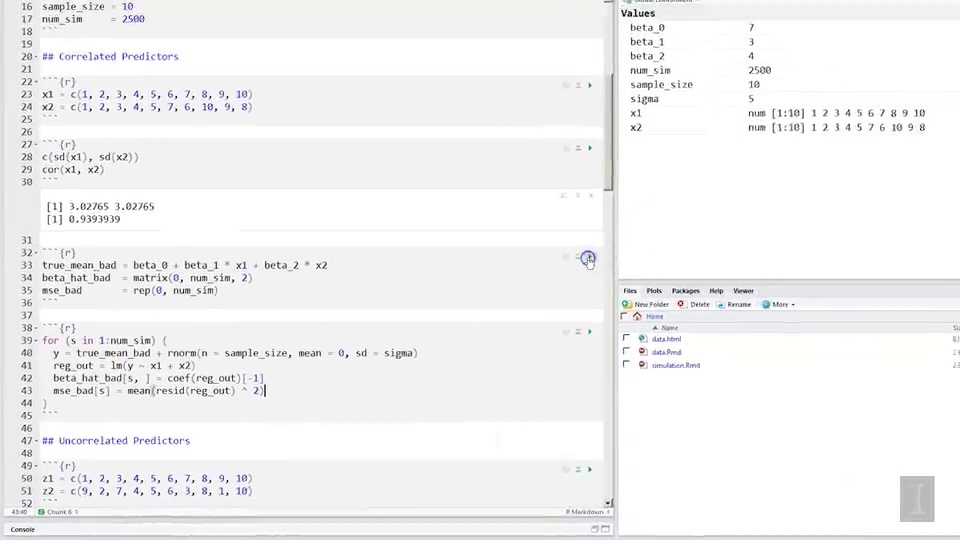 16 sample_size = 10
17 num_sim = 2500
18 ```
19
20 ## Correlated Predictors
21
22 ```{r}
23 x1 = c(1, 2, 3, 4, 5, 6, 7, 8, 9, 10)
24 x2 = c(1, 2, 3, 4, 5, 7, 6, 10, 9, 8)
25 ```
26
27 ```{r}
28 c(sd(x1), sd(x2))
29 cor(x1, x2)
30 ```
[1] 3.02765 3.02765
[1] 0.9393939
31
32 ```{r}
33 true_mean_bad = beta_0 + beta_1 * x1 + beta_2 * x2
34 beta_hat_bad = matrix(0, num_sim, 2)
35 mse_bad = rep(0, num_sim)
36 ```
37
38 ```{r}
39 for (s in 1:num_sim) {
40 y = true_mean_bad + rnorm(n = sample_size, mean = 0, sd = sigma)
41 reg_out = lm(y ~ x1 + x2)
42 beta_hat_bad[s, ] = coef(reg_out)[-1]
43 mse_bad[s] = mean(resid(reg_out) ^ 2)
44 }
45 ```
46
47 ## Uncorrelated Predictors
48
49 ```{r}
50 z1 = c(1, 2, 3, 4, 5, 6, 7, 8, 9, 10)
51 z2 = c(9, 2, 7, 4, 5, 6, 3, 8, 1, 10)
52 ```
43:40 Chunk 6 R Markdown
Console
Values
beta_0 7
beta_1 3
beta_2 4
num_sim 2500
sample_size 10
sigma 5
x1 num [1:10] 1 2 3 4 5 6 7 8 9 10
x2 num [1:10] 1 2 3 4 5 7 6 10 9 8
Files Plots Packages Help Viewer
New Folder Delete Rename More
Home
Name
data.html
data.Rmd
simulation.Rmd
I